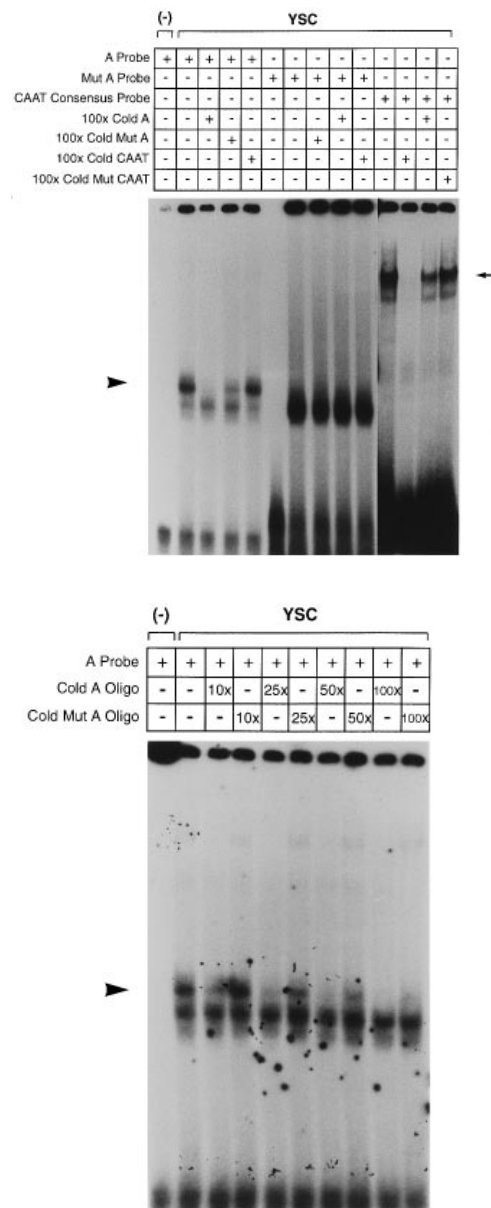 (-) YSC
A Probe + + + + + - - - - - - - - -
Mut A Probe - - - - - + + + + + - - - -
CAAT Consensus Probe - - - - - - - - - - + + + +
100x Cold A - - + - - - - - + - - - + -
100x Cold Mut A - - - + - - - + - - - - - -
100x Cold CAAT - - - - + - - - - + - + - -
100x Cold Mut CAAT - - - - - - - - - - - - - +
(-) YSC
A Probe + + + + + + + + + +
Cold A Oligo - - 10x - 25x - 50x - 100x -
Cold Mut A Oligo - - - 10x - 25x - 50x - 100x